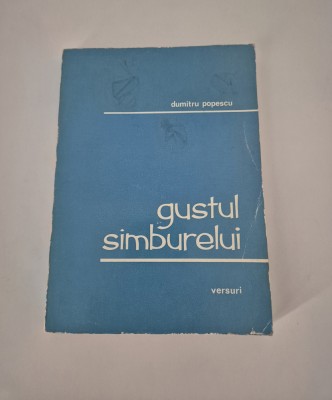 dumitru popescu
gustul
simburelui
versuri